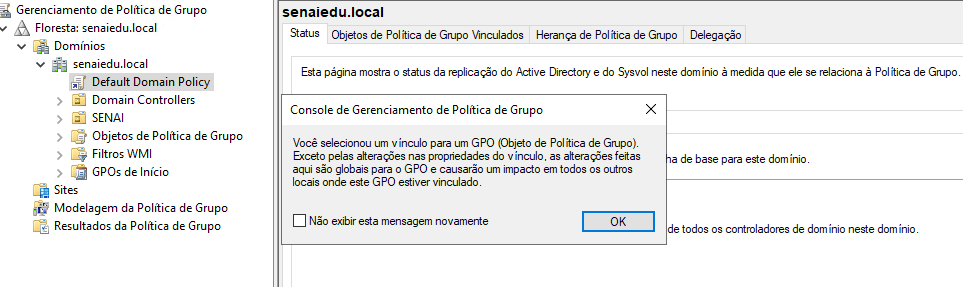 Gerenciamento de Política de Grupo
Floresta: senaiedu.local
Domínios
senaiedu.local
Default Domain Policy
Domain Controllers
SENAI
Objetos de Política de Grupo
Filtros WMI
GPOs de Início
Sites
Modelagem da Política de Grupo
Resultados da Política de Grupo
senaiedu.local
Status
Objetos de Política de Grupo Vinculados
Herança de Política de Grupo
Delegação
Esta página mostra o status da replicação do Active Directory e do Sysvol neste domínio à medida que ele se relaciona à Política de Grupo.
Console de Gerenciamento de Política de Grupo
Você selecionou um vínculo para um GPO (Objeto de Política de Grupo).
Exceto pelas alterações nas propriedades do vínculo, as alterações feitas
aqui são globais para o GPO e causarão um impacto em todos os outros
locais onde este GPO estiver vinculado.
Não exibir esta mensagem novamente
OK
de base para este domínio.
de todos os controladores de domínio neste domínio.